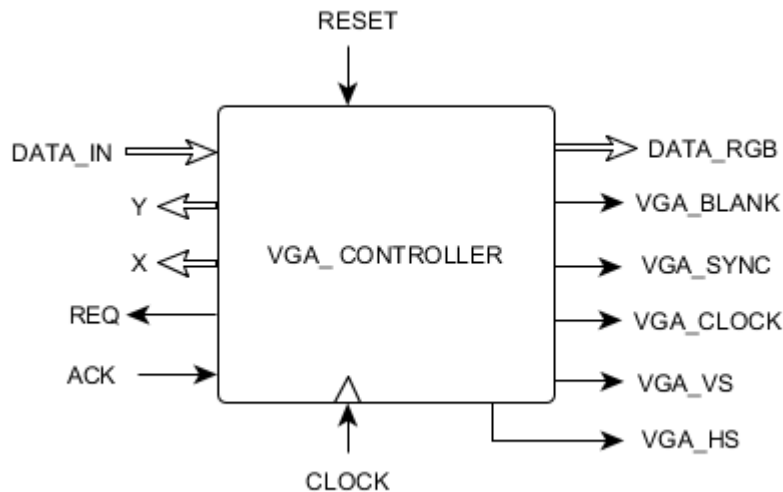 RESET
DATA_IN
Y
X
REQ
ACK
VGA_ CONTROLLER
DATA_RGB
VGA_BLANK
VGA_SYNC
VGA_CLOCK
VGA_VS
VGA_HS
CLOCK